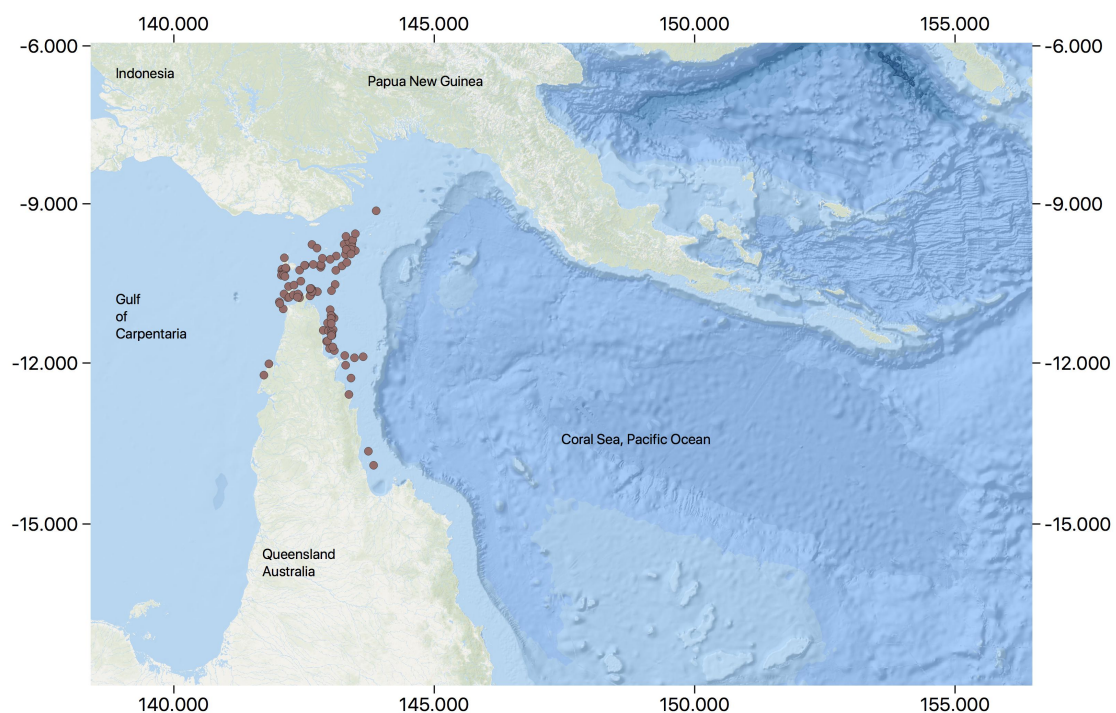 140.000 145.000 150.000 155.000
-6.000 -6.000
Indonesia
Papua New Guinea
-9.000 -9.000
Gulf
of
Carpentaria
-12.000 -12.000
Coral Sea, Pacific Ocean
-15.000 -15.000
Queensland
Australia
140.000 145.000 150.000 155.000